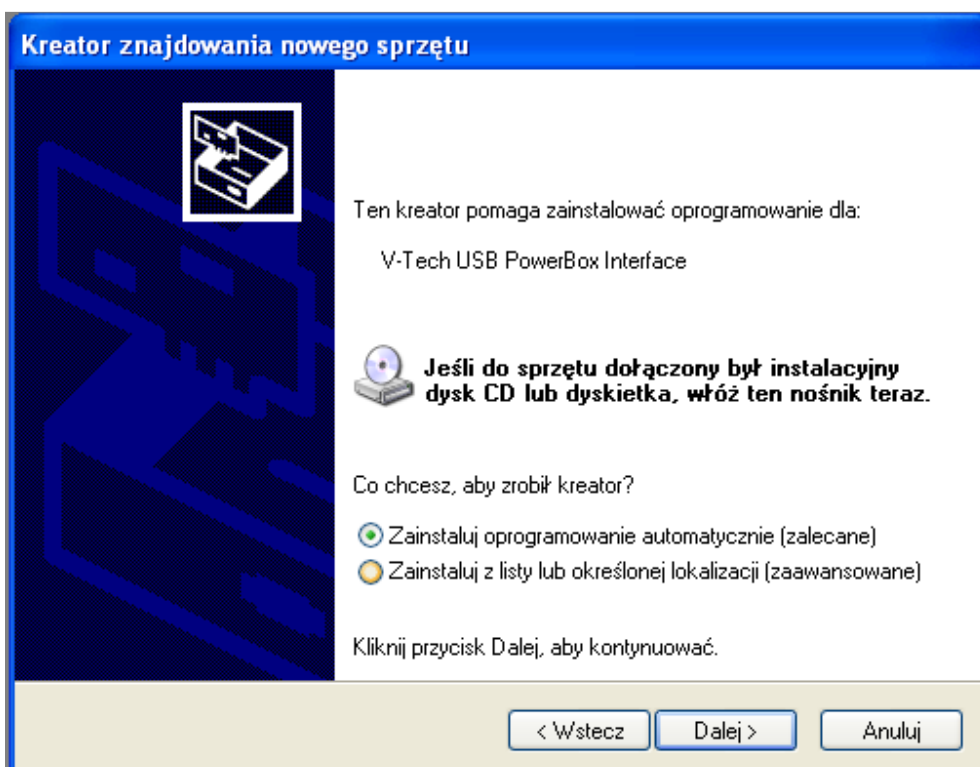 Kreator znajdowania nowego sprzętu
Ten kreator pomaga zainstalować oprogramowanie dla:
V-Tech USB PowerBox Interface
Jeśli do sprzętu dołączony był instalacyjny
dysk CD lub dyskietka, włóż ten nośnik teraz.
Co chcesz, aby zrobił kreator?
Zainstaluj oprogramowanie automatycznie (zalecane)
Zainstaluj z listy lub określonej lokalizacji (zaawansowane)
Kliknij przycisk Dalej, aby kontynuować.
< Wstecz Dalej > Anuluj